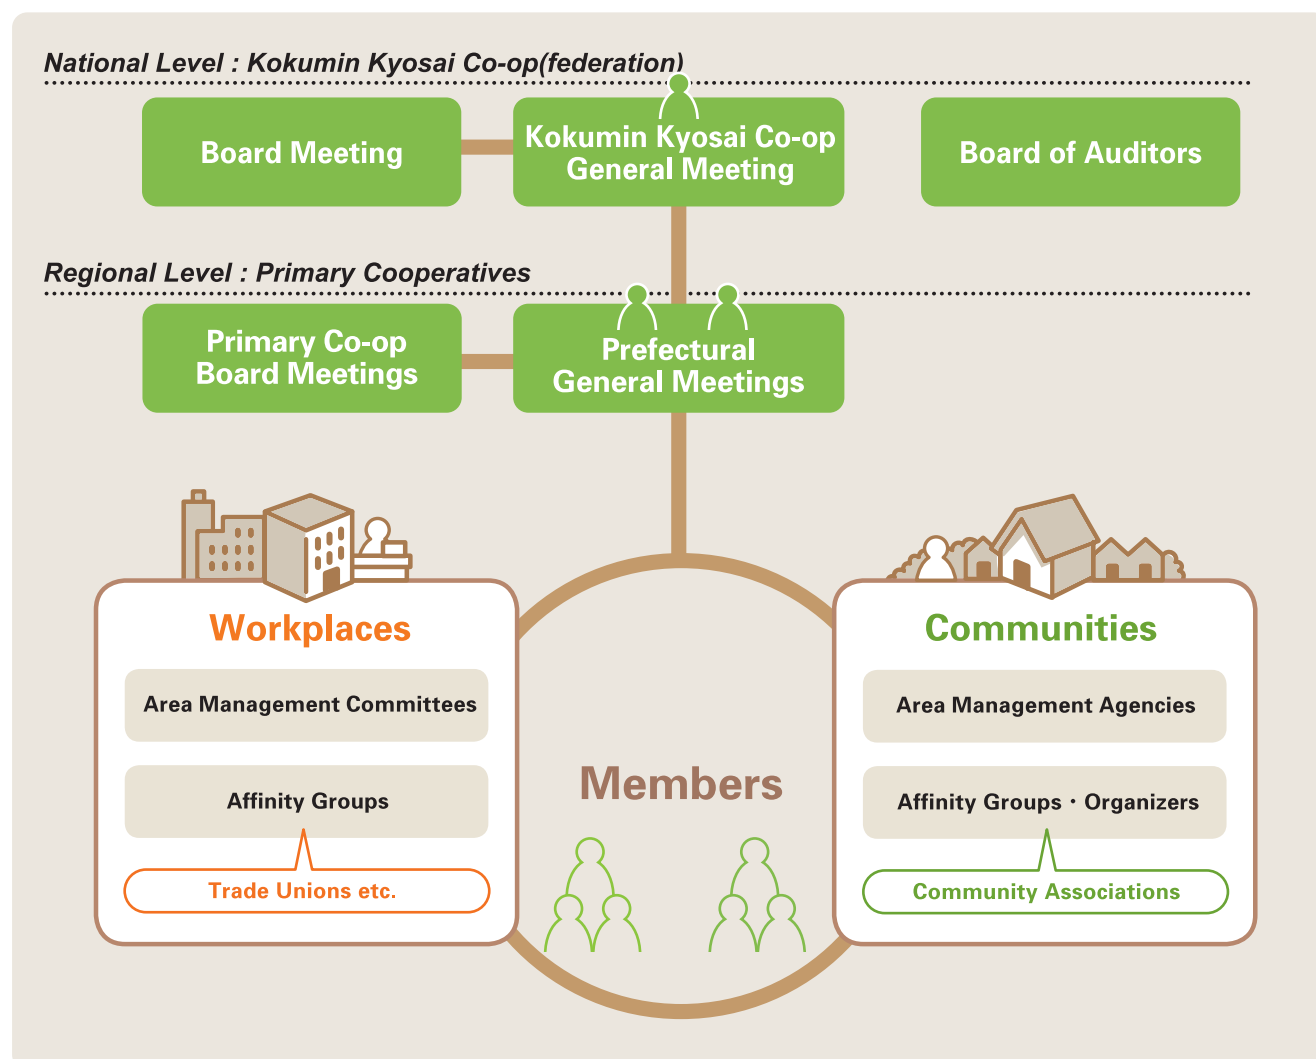 National Level : Kokumin Kyosai Co-op(federation)
Board Meeting
Kokumin Kyosai Co-op
General Meeting
Board of Auditors
Regional Level : Primary Cooperatives
Primary Co-op
Board Meetings
Prefectural
General Meetings
Workplaces
Area Management Committees
Affinity Groups
Trade Unions etc.
Members
Communities
Area Management Agencies
Affinity Groups・Organizers
Community Associations